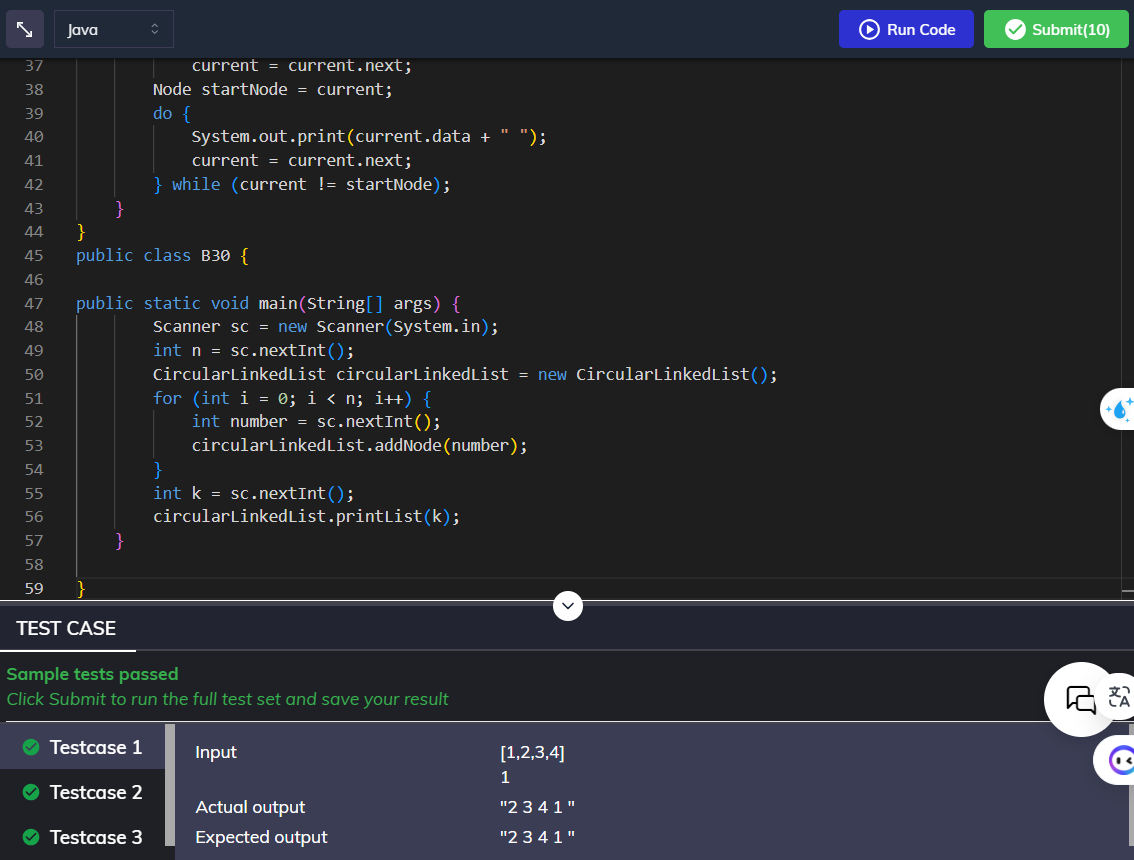 Java
Run Code
Submit(10)
37 current = current.next;
38 Node startNode = current;
39 do {
40 System.out.print(current.data + " ");
41 current = current.next;
42 } while (current != startNode);
43 }
44 }
45 public class B30 {
46
47 public static void main(String[] args) {
48 Scanner sc = new Scanner(System.in);
49 int n = sc.nextInt();
50 CircularLinkedList circularLinkedList = new CircularLinkedList();
51 for (int i = 0; i < n; i++) {
52 int number = sc.nextInt();
53 circularLinkedList.addNode(number);
54 }
55 int k = sc.nextInt();
56 circularLinkedList.printList(k);
57 }
58
59 }
TEST CASE
Sample tests passed
Click Submit to run the full test set and save your result
Testcase 1
Testcase 2
Testcase 3
Input [1,2,3,4]
1
Actual output "2 3 4 1 "
Expected output "2 3 4 1 "
文A